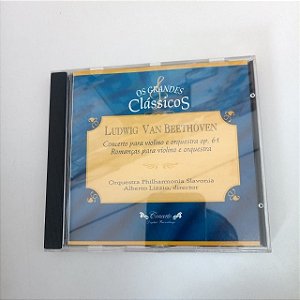 OS GRANDES
CLÁSSICOS
LUDWIG VAN BEETHOVEN
Concerto para violino e orquestra op. 61
Romanças para violino e orquestra
Orquestra Philharmonia Slavonia
Alberto Lizzio, director
Concerto